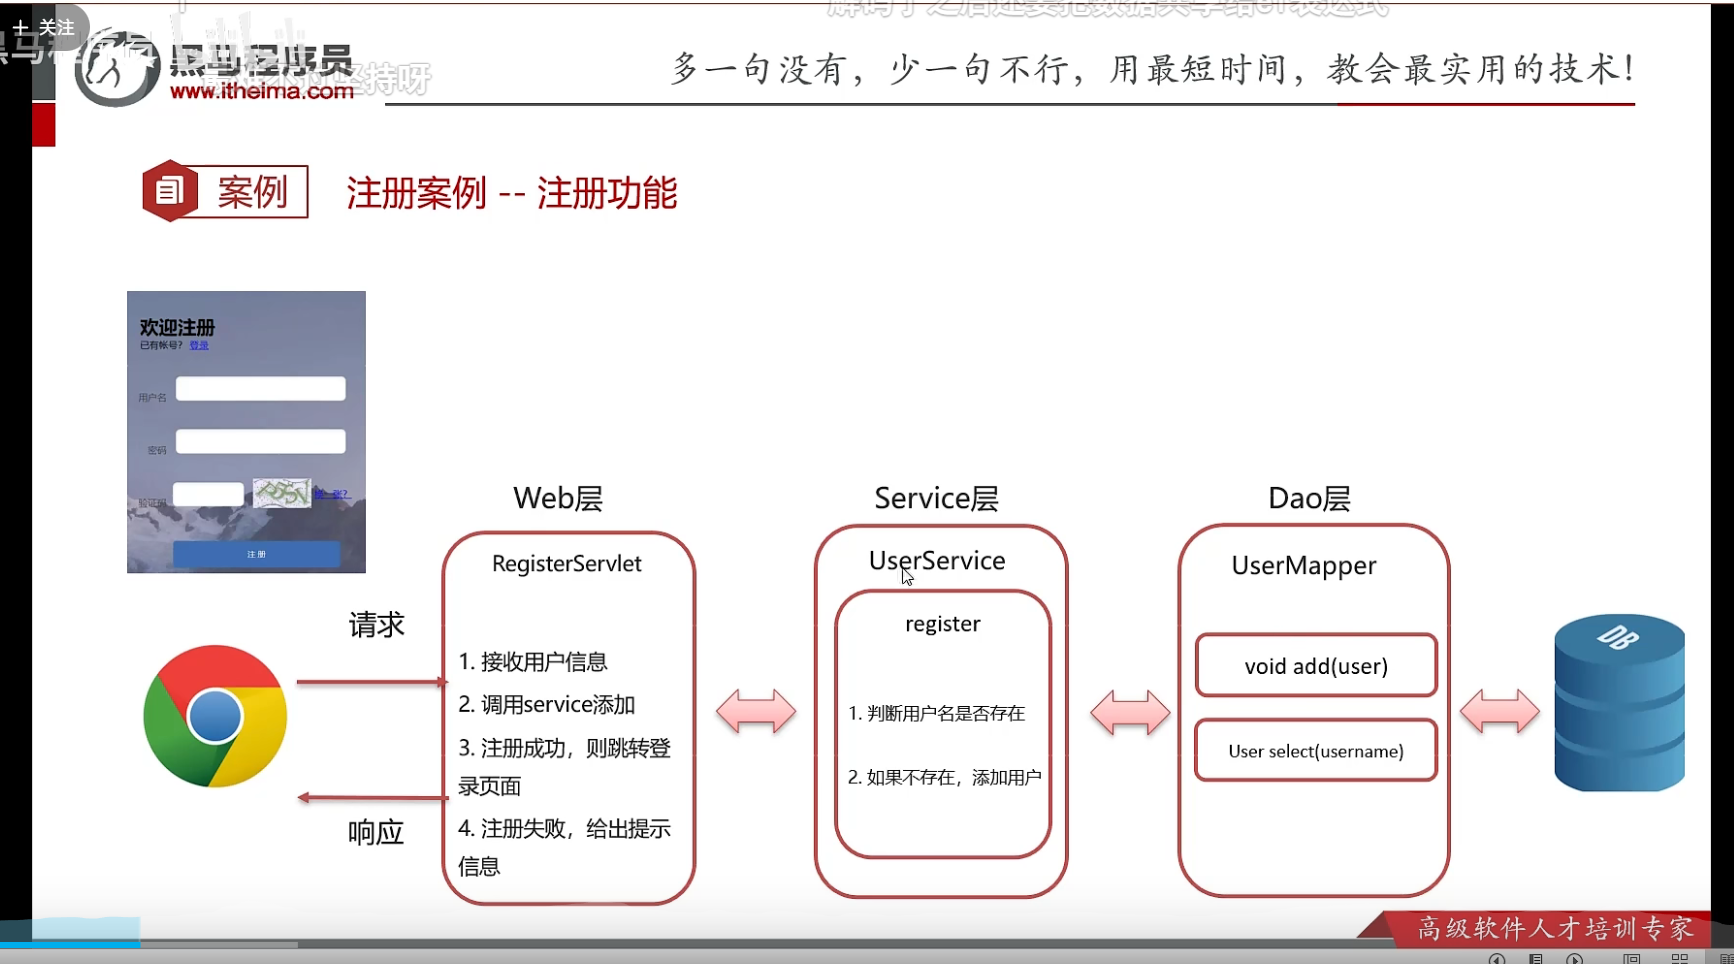 + 关注
黑马程序员
www.itheima.com
多一句没有，少一句不行，用最短时间，教会最实用的技术！
案例
注册案例 -- 注册功能
欢迎注册
已有帐号？ 登录
用户名
密码
验证码
注册
Web层
RegisterServlet
1. 接收用户信息
2. 调用service添加
3. 注册成功，则跳转登
录页面
4. 注册失败，给出提示
信息
请求
响应
Service层
UserService
register
1. 判断用户名是否存在
2. 如果不存在，添加用户
Dao层
UserMapper
void add(user)
User select(username)
DB
高级软件人才培训专家